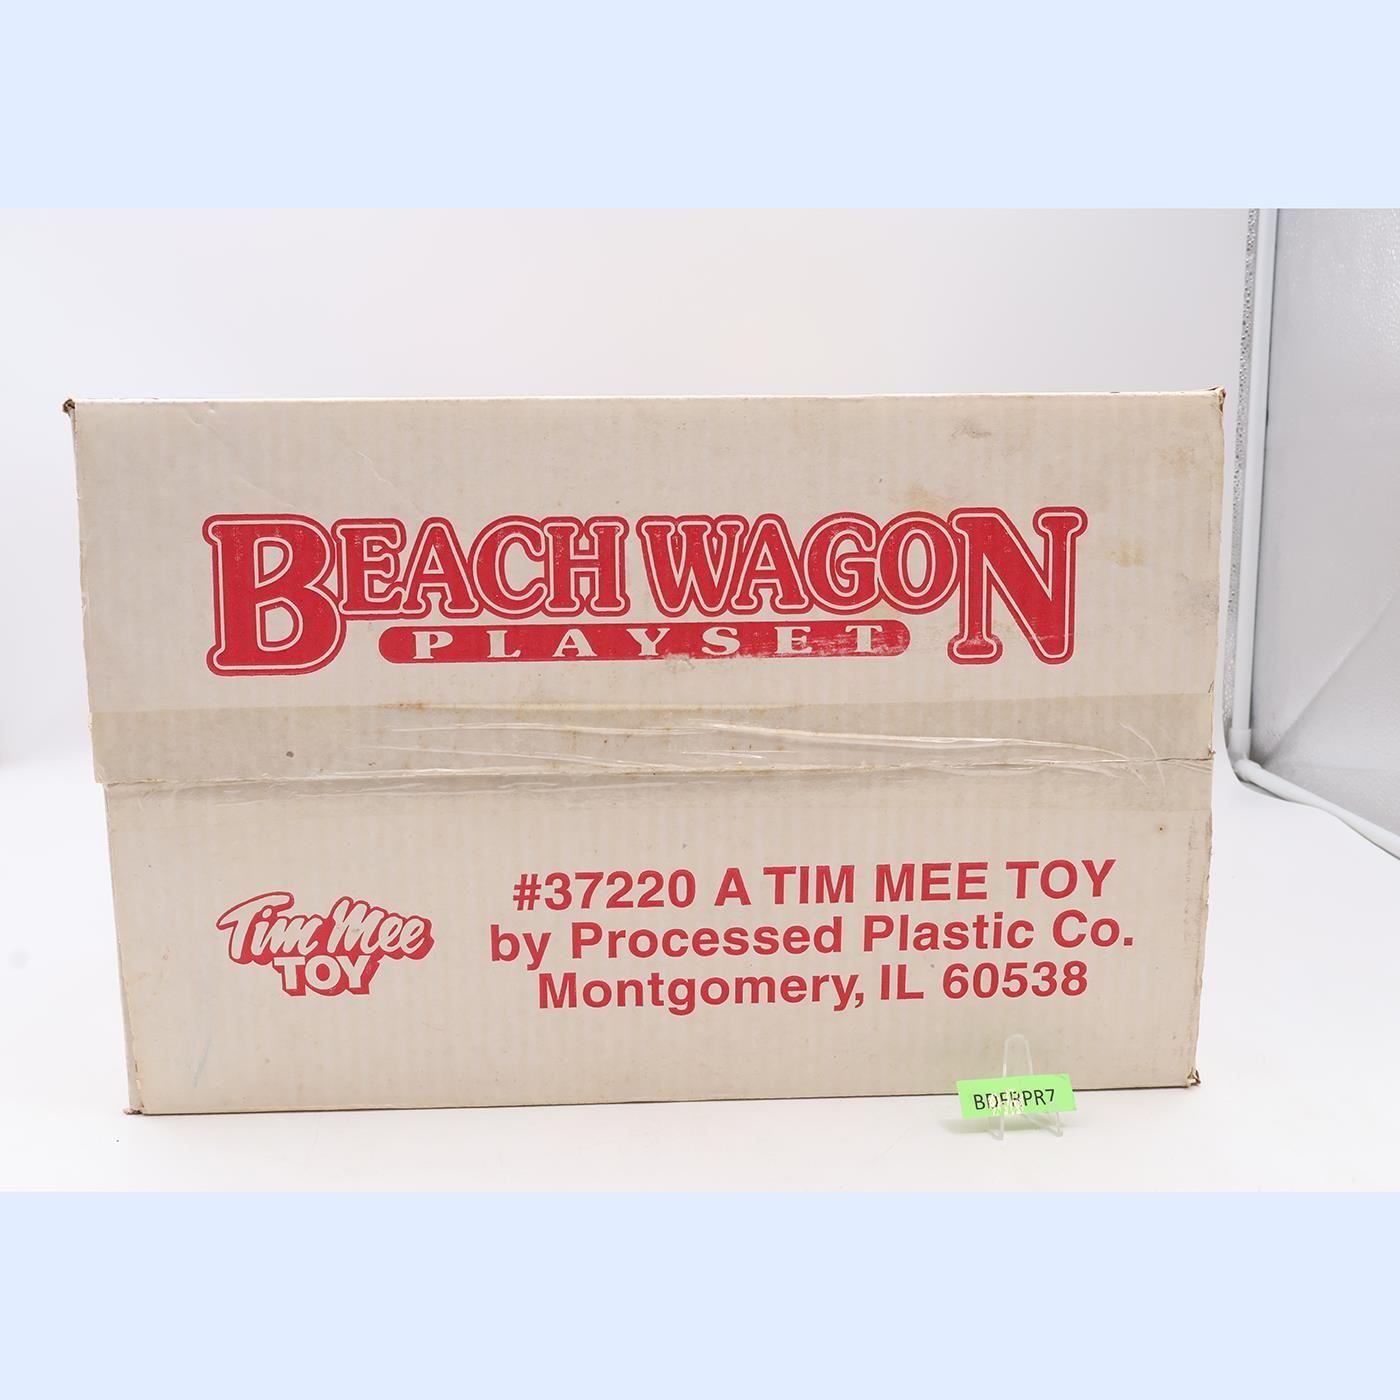 BEACH WAGON
PLAYSET
Tim Mee
TOY
#37220 A TIM MEE TOY
by Processed Plastic Co.
Montgomery, IL 60538